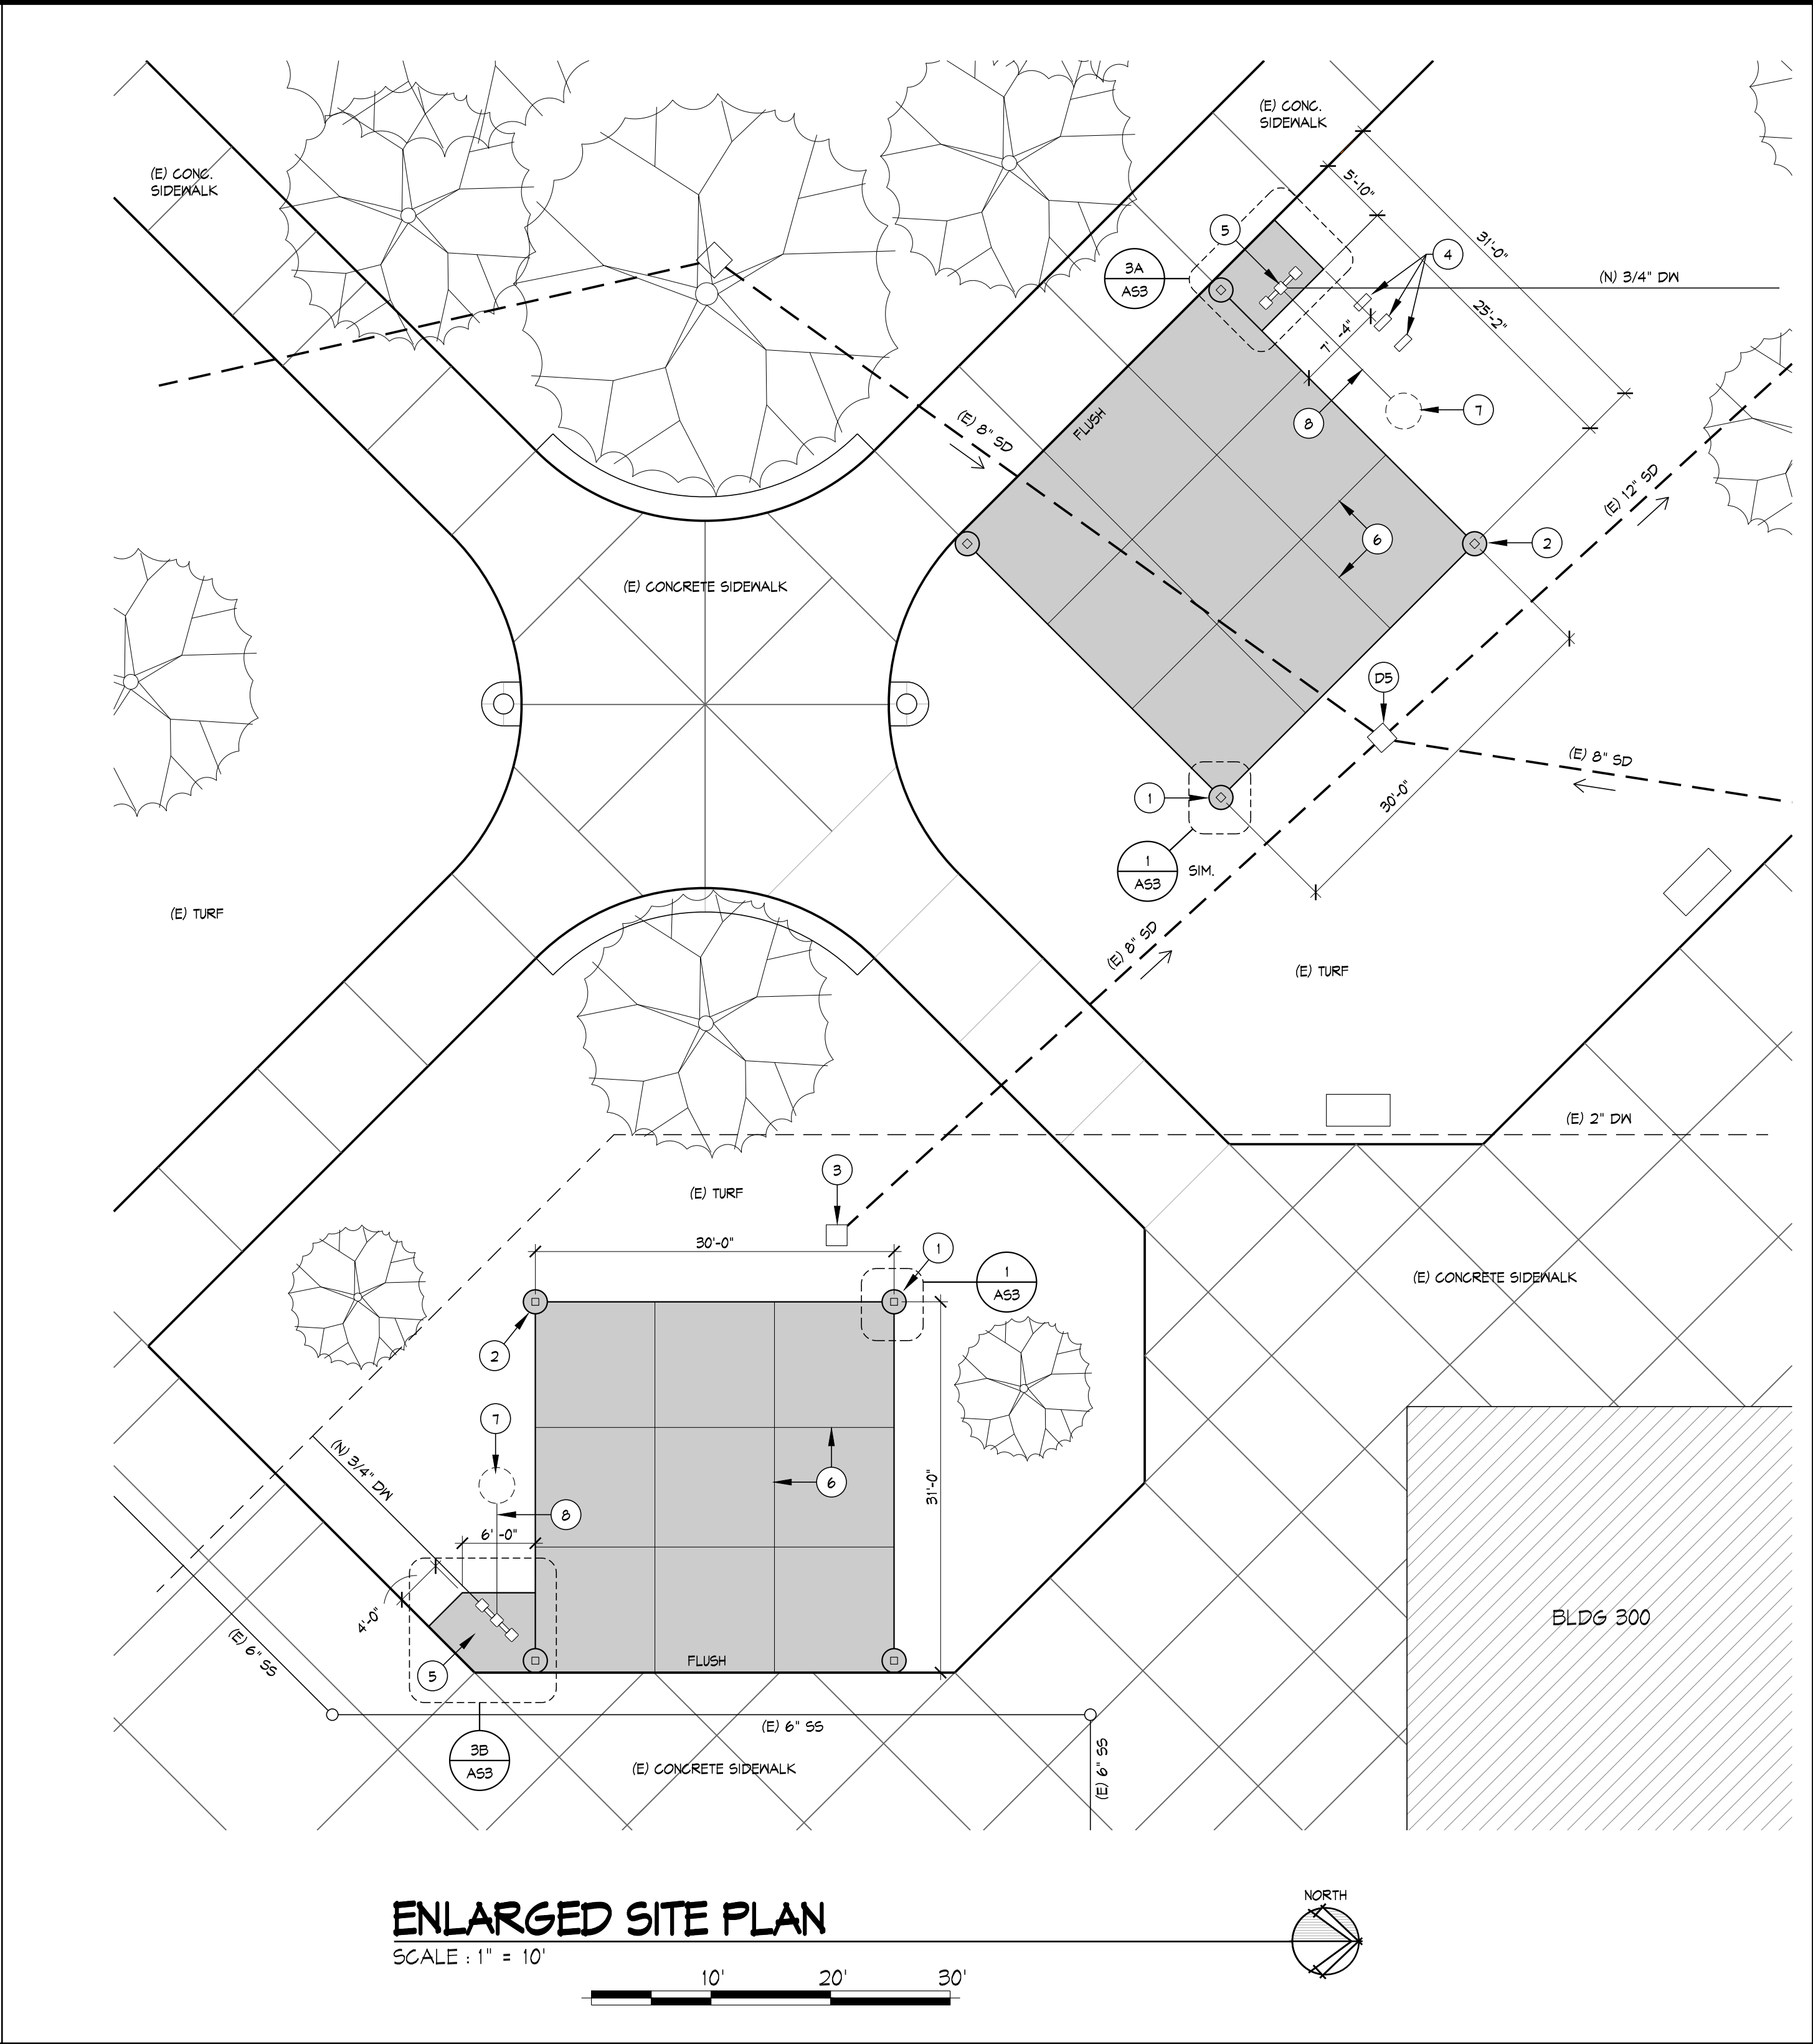 (E) CONC.
SIDEWALK
(E) CONC.
SIDEWALK
5'-10"
31'-0"
5
4
3A
AS3
(N) 3/4" DW
25'-2"
7' -4"
7
8
FLUSH
(E) 8" SD
(E) 12" SD
6
2
(E) CONCRETE SIDEWALK
D5
(E) 8" SD
30'-0"
1
1
AS3
SIM.
(E) TURF
(E) 8" SD
(E) TURF
(E) 2" DW
3
(E) TURF
30'-0"
1
1
AS3
(E) CONCRETE SIDEWALK
2
7
(N) 3/4" DW
6
31'-0"
8
6' -0"
4'-0"
BLDG 300
(E) 6" SS
5
FLUSH
(E) 6" SS
3B
AS3
(E) CONCRETE SIDEWALK
(E) 6" SS
ENLARGED SITE PLAN
NORTH
SCALE : 1" = 10'
10' 20' 30'